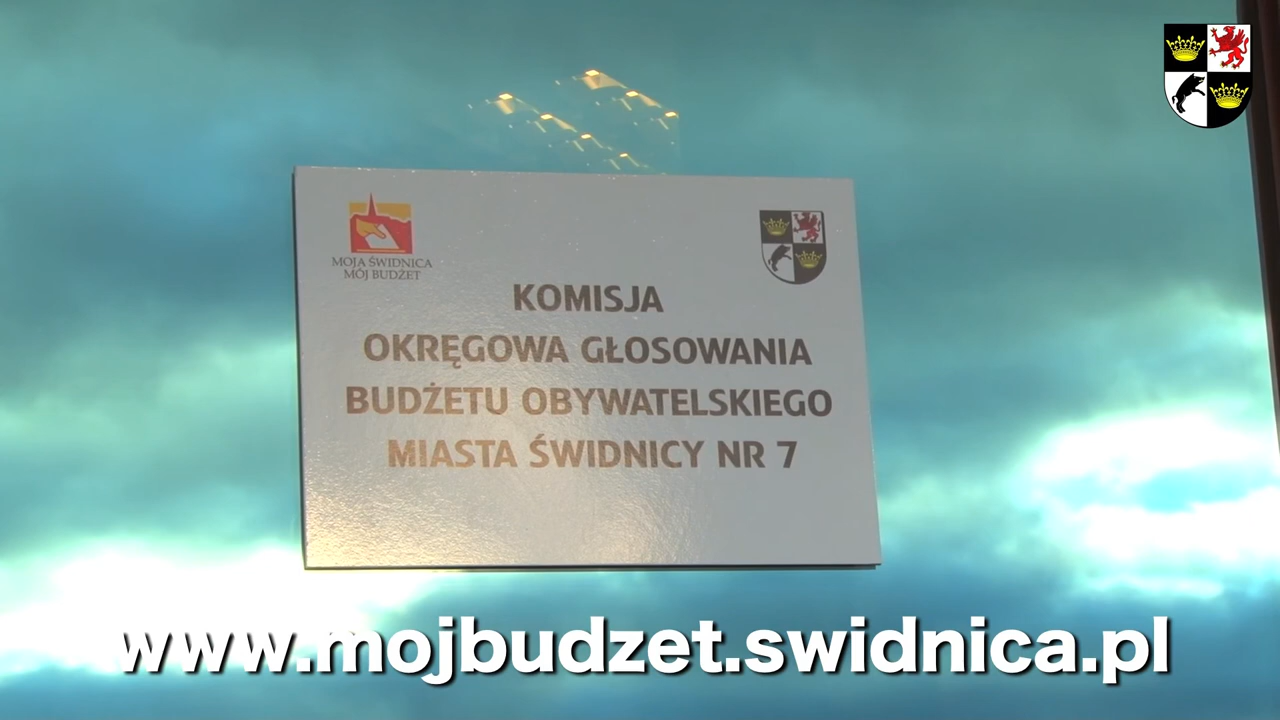 MOJA ŚWIDNICA
MÓJ BUDŻET
KOMISJA
OKRĘGOWA GŁOSOWANIA
BUDŻETU OBYWATELSKIEGO
MIASTA ŚWIDNICY NR 7
www.mojbudzet.swidnica.pl